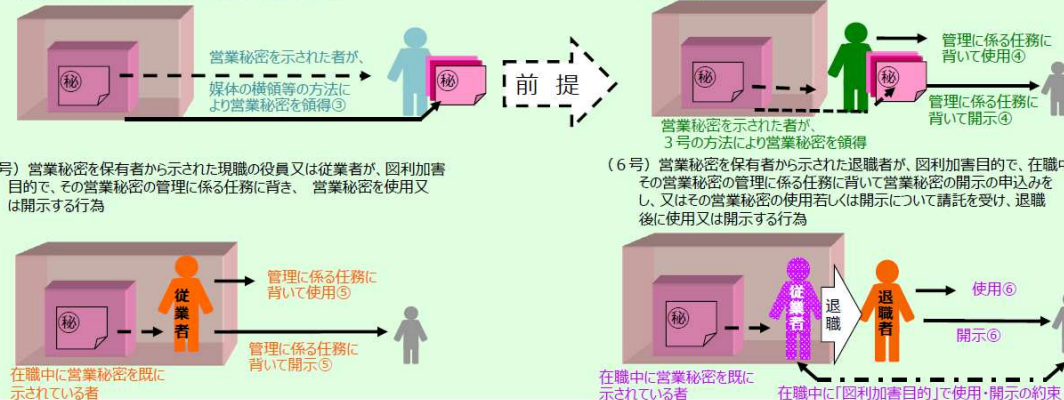 営業秘密を示された者が、
媒体の横領等の方法に
より営業秘密を領得③
㊙
㊙
前 提
㊙
㊙
管理に係る任務に
背いて使用④
管理に係る任務に
背いて開示④
営業秘密を示された者が、
３号の方法により営業秘密を領得
号）営業秘密を保有者から示された現職の役員又は従業者が、図利加害
目的で、その営業秘密の管理に係る任務に背き、 営業秘密を使用又
は開示する行為
（６号）営業秘密を保有者から示された退職者が、図利加害目的で、在職中
その営業秘密の管理に係る任務に背いて営業秘密の開示の申込みを
し、又はその営業秘密の使用若しくは開示について請託を受け、退職
後に使用又は開示する行為
㊙
従業者
管理に係る任務に
背いて使用⑤
管理に係る任務に
背いて開示⑤
在職中に営業秘密を既に
示されている者
㊙
従業者
退職
退職者
使用⑥
開示⑥
在職中に営業秘密を既に
示されている者
在職中に「図利加害目的」で使用・開示の約束